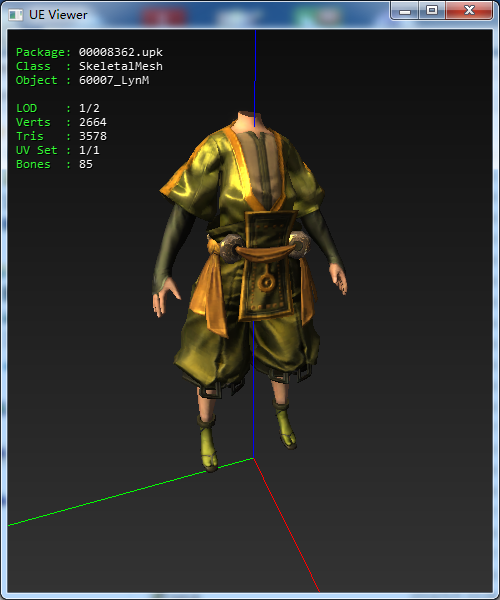 UE Viewer
Package: 00008362.upk
Class : SkeletalMesh
Object : 60007_LynM
LOD : 1/2
Verts : 2664
Tris : 3578
UV Set : 1/1
Bones : 85